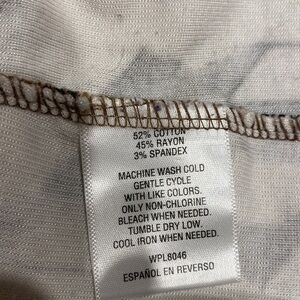 52% COTTON
45% RAYON
3% SPANDEX
MACHINE WASH COLD
GENTLE CYCLE
WITH LIKE COLORS.
ONLY NON-CHLORINE
BLEACH WHEN NEEDED.
TUMBLE DRY LOW.
COOL IRON WHEN NEEDED.
WPL8046
ESPAÑOL EN REVERSO